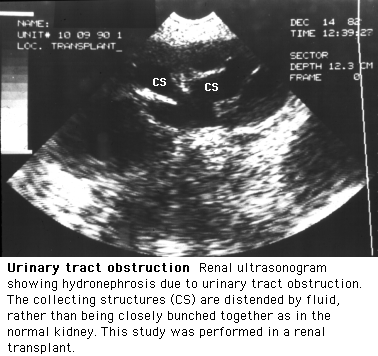 NAME:
UNIT# 10 09 90 1
LOC. TRANSPLANT_
DEC 14 82
TIME 12:39:27
SECTOR
DEPTH 12.3 CM
FRAME 0
CS
CS
Urinary tract obstruction Renal ultrasonogram
showing hydronephrosis due to urinary tract obstruction.
The collecting structures (CS) are distended by fluid,
rather than being closely bunched together as in the
normal kidney. This study was performed in a renal
transplant.